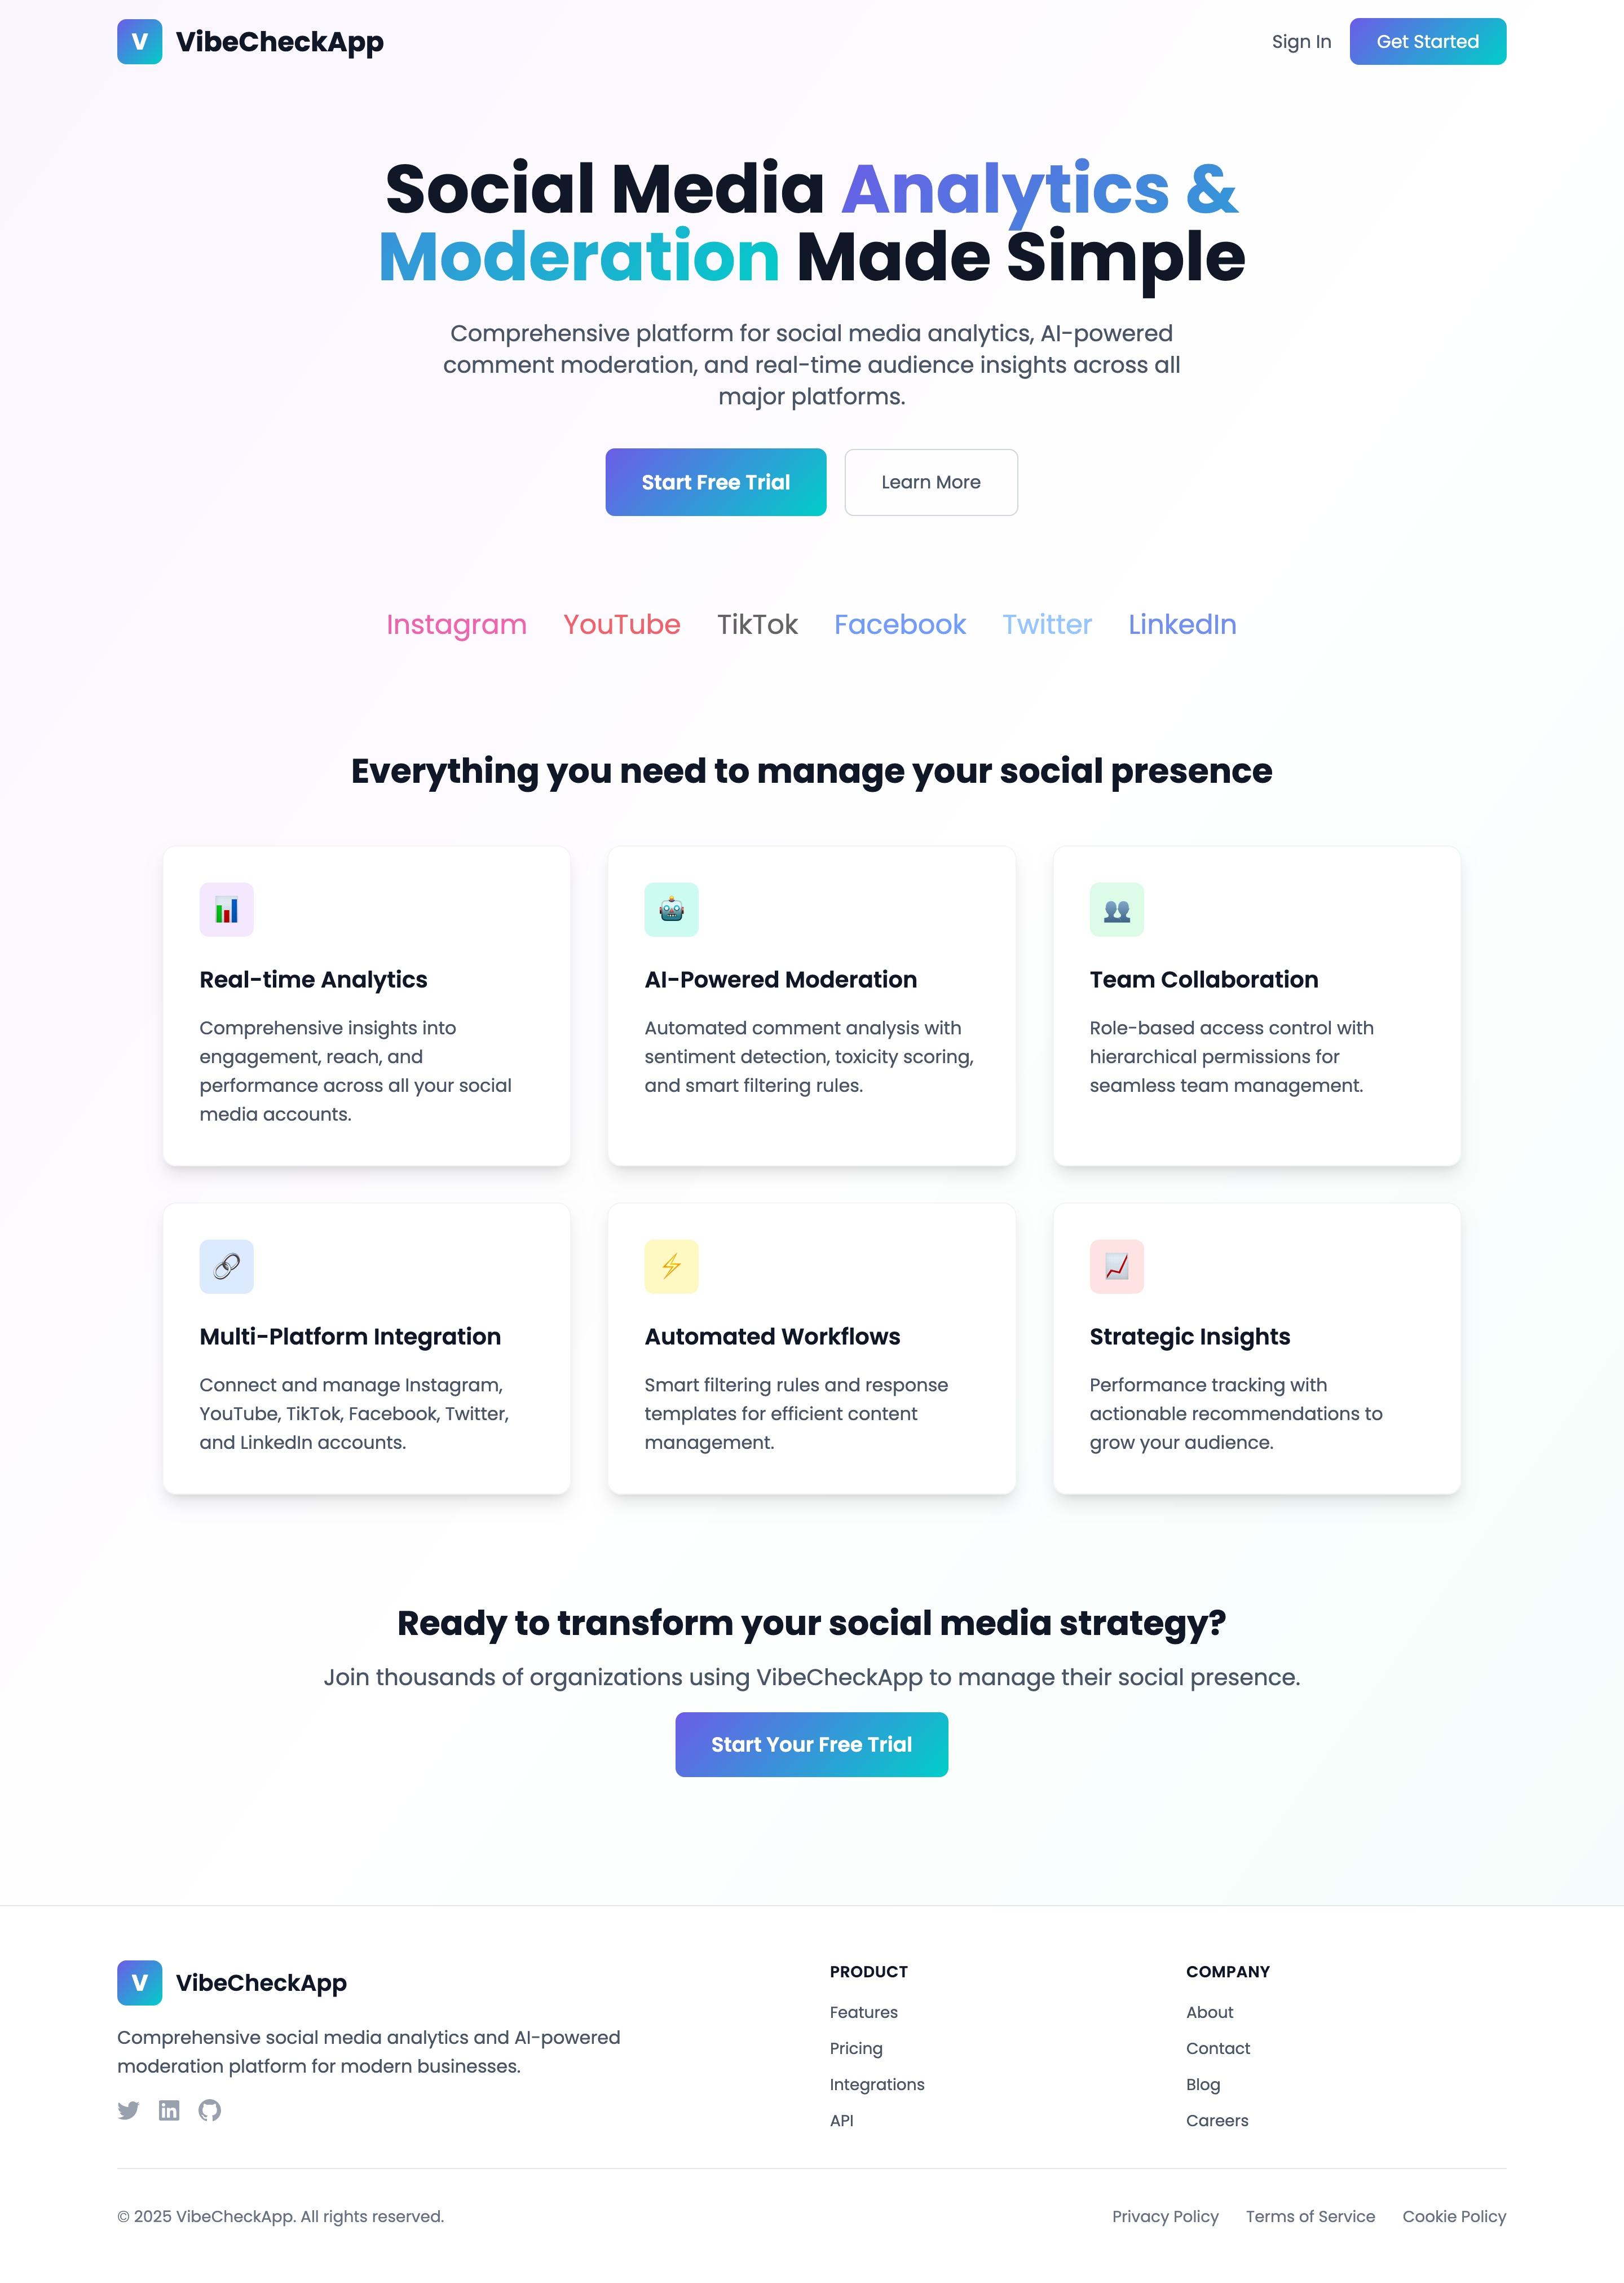 V VibeCheckApp
Sign In
Get Started
Social Media Analytics &
Moderation Made Simple
Comprehensive platform for social media analytics, AI-powered
comment moderation, and real-time audience insights across all
major platforms.
Start Free Trial
Learn More
Instagram YouTube TikTok Facebook Twitter LinkedIn
Everything you need to manage your social presence
Real-time Analytics
Comprehensive insights into
engagement, reach, and
performance across all your social
media accounts.
AI-Powered Moderation
Automated comment analysis with
sentiment detection, toxicity scoring,
and smart filtering rules.
Team Collaboration
Role-based access control with
hierarchical permissions for
seamless team management.
Multi-Platform Integration
Connect and manage Instagram,
YouTube, TikTok, Facebook, Twitter,
and LinkedIn accounts.
Automated Workflows
Smart filtering rules and response
templates for efficient content
management.
Strategic Insights
Performance tracking with
actionable recommendations to
grow your audience.
Ready to transform your social media strategy?
Join thousands of organizations using VibeCheckApp to manage their social presence.
Start Your Free Trial
V VibeCheckApp
Comprehensive social media analytics and AI-powered
moderation platform for modern businesses.
PRODUCT
Features
Pricing
Integrations
API
COMPANY
About
Contact
Blog
Careers
© 2025 VibeCheckApp. All rights reserved.
Privacy Policy
Terms of Service
Cookie Policy